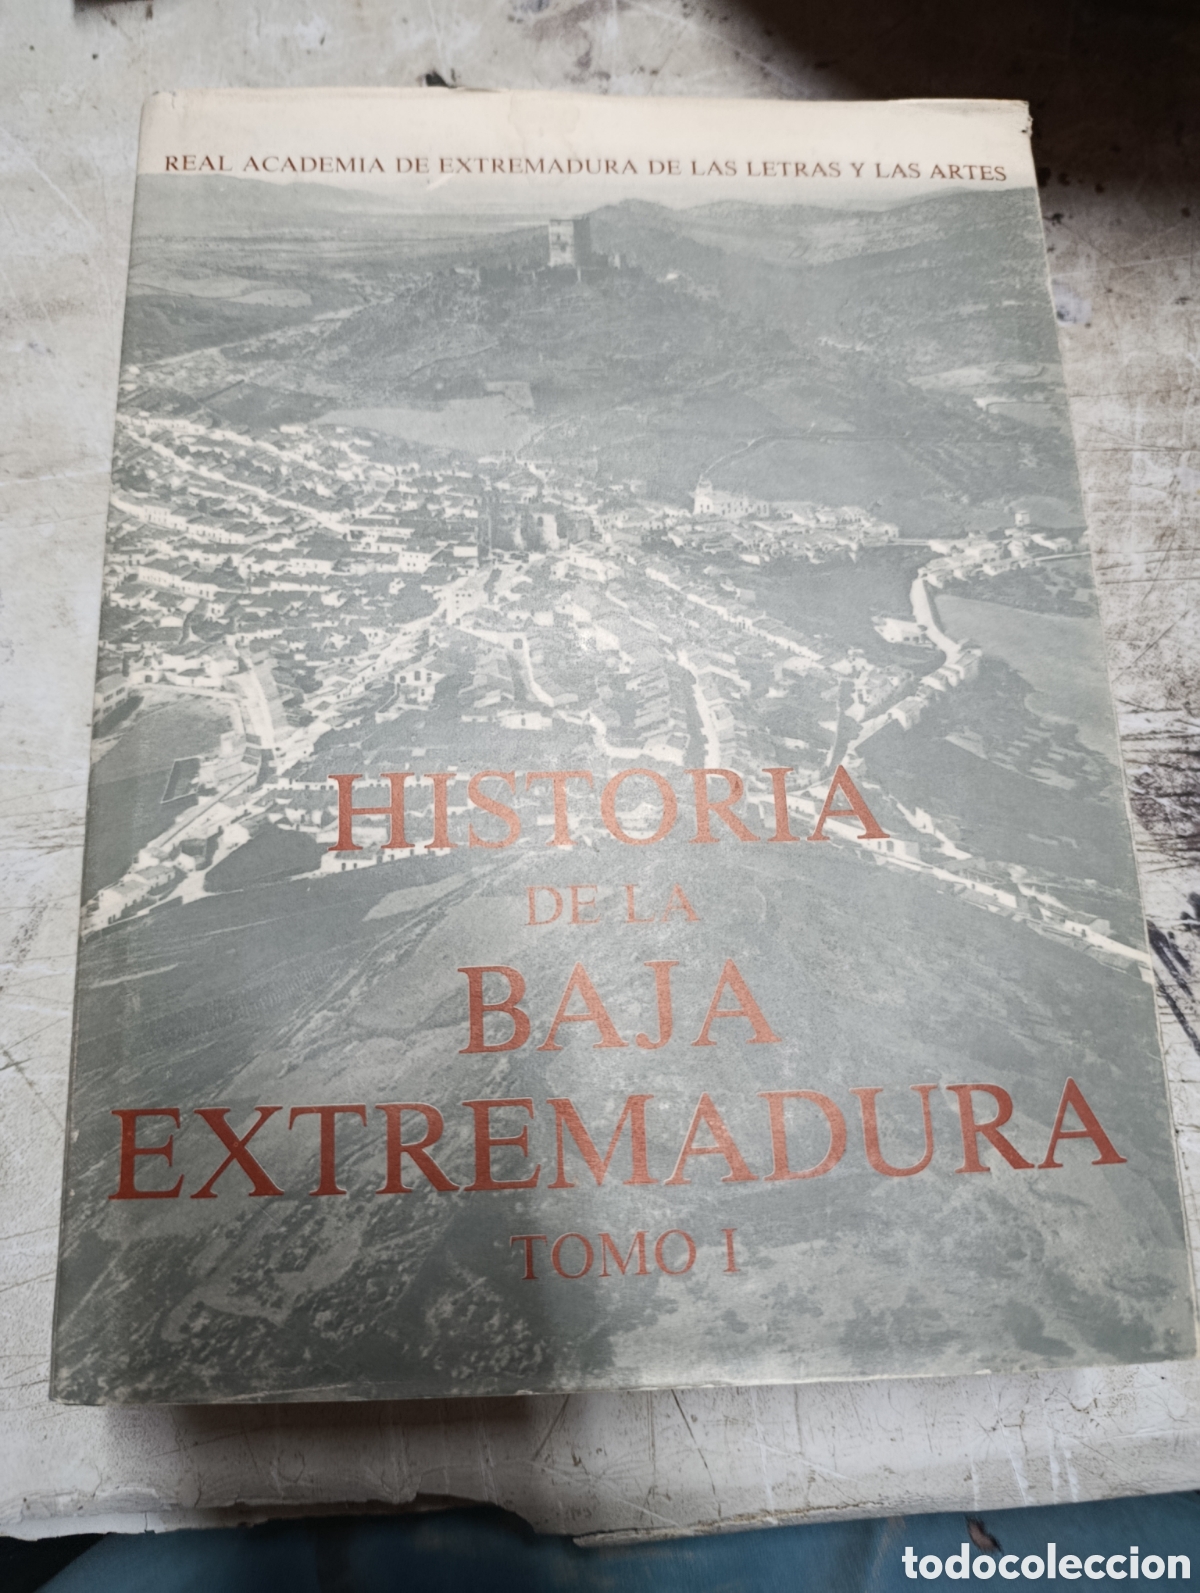 REAL ACADEMIA DE EXTREMADURA DE LAS LETRAS Y LAS ARTES
HISTORIA
DE LA
BAJA
EXTREMADURA
TOMO I
todocoleccion